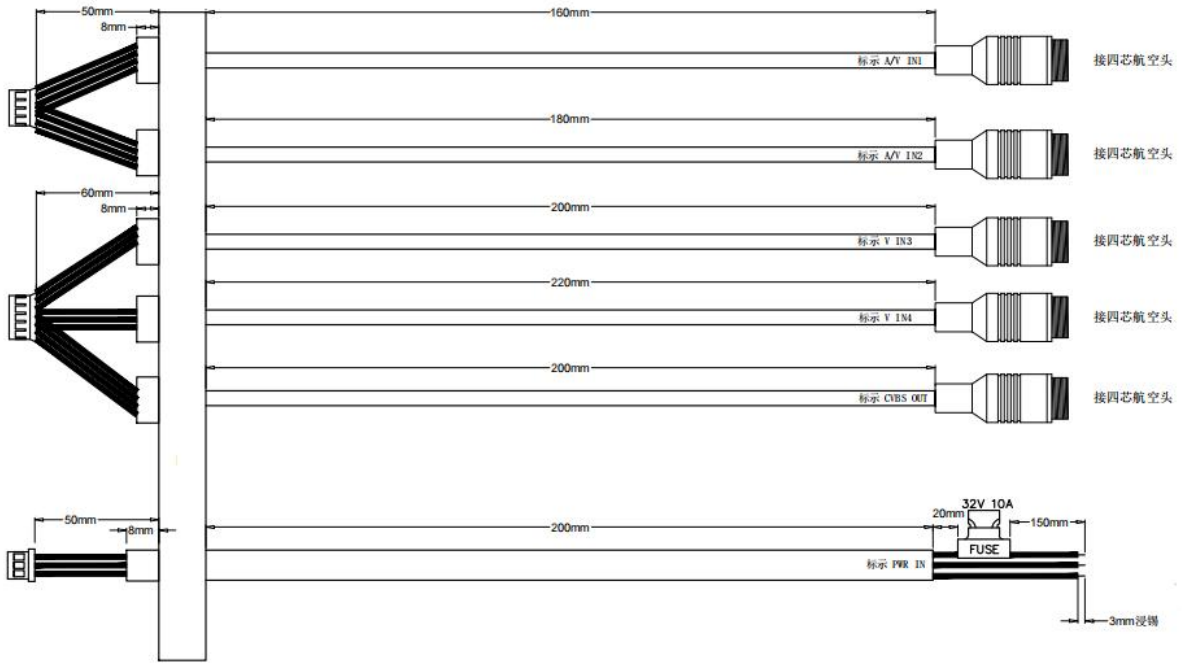 50mm
160mm
8mm
标示 A/V IN1
接四芯航空头
180mm
标示 A/V IN2
接四芯航空头
60mm
8mm
200mm
标示 V IN3
接四芯航空头
220mm
标示 V IN4
接四芯航空头
200mm
标示 CVBS OUT
接四芯航空头
50mm
8mm
200mm
20mm
32V 10A
150mm
FUSE
标示 PWR IN
3mm浸锡